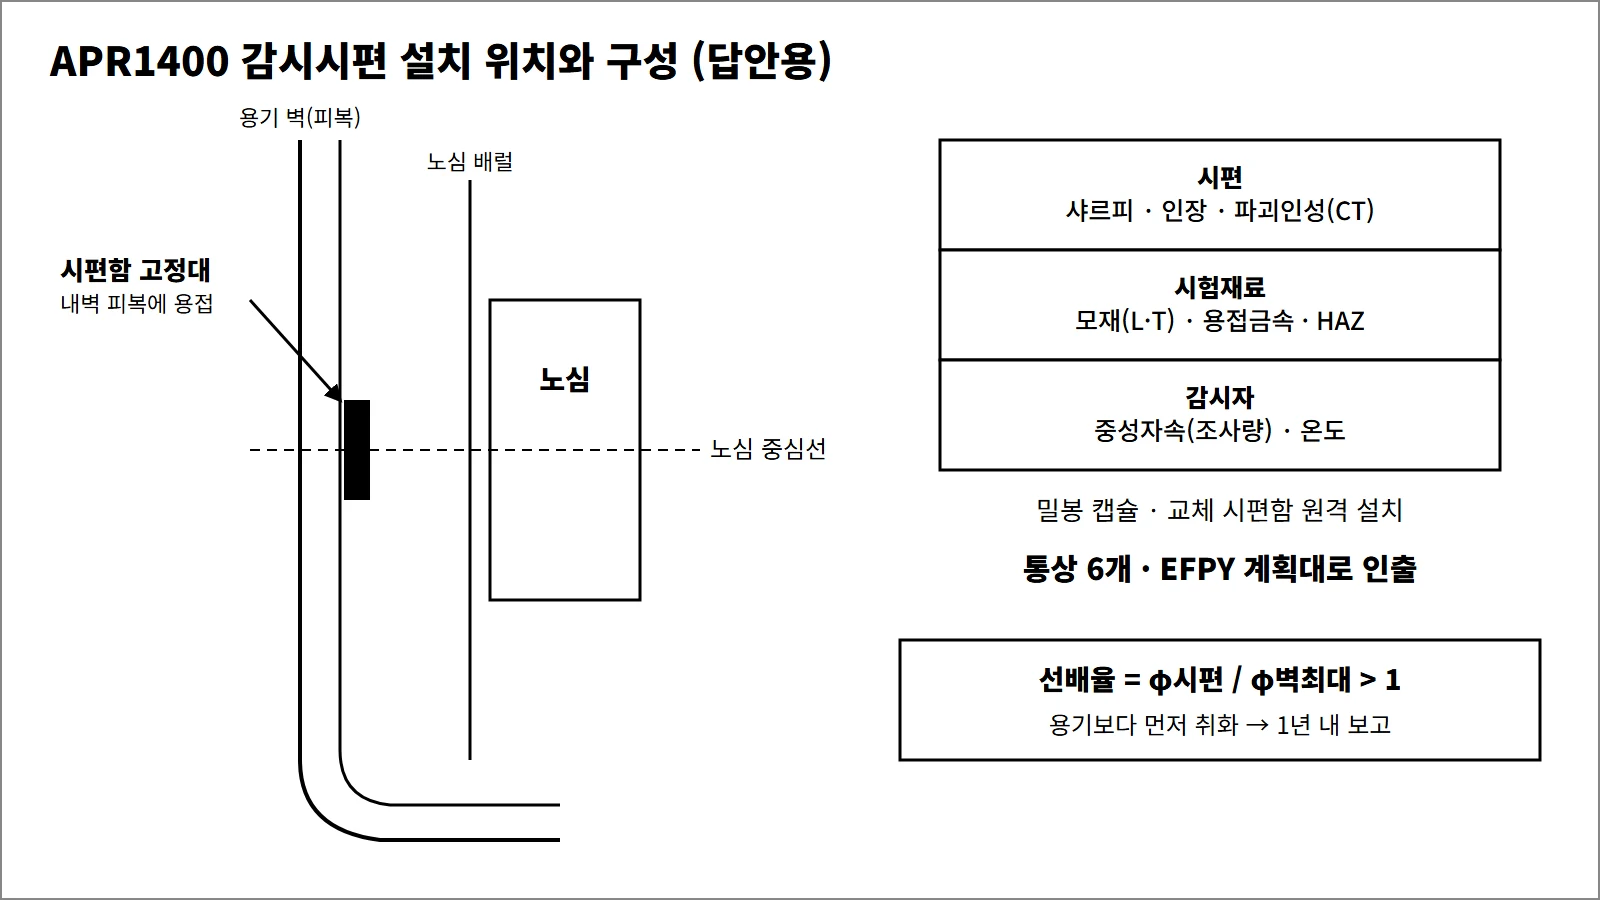 APR1400 감시시편 설치 위치와 구성 (답안용)
용기 벽(피복)
노심 배럴
시편함 고정대
내벽 피복에 용접
노심
노심 중심선
시편
샤르피 · 인장 · 파괴인성(CT)
시험재료
모재(L·T) · 용접금속 · HAZ
감시자
중성자속(조사량) · 온도
밀봉 캡슐 · 교체 시편함 원격 설치
통상 6개 · EFPY 계획대로 인출
선배율 = φ시편 / φ벽최대 > 1
용기보다 먼저 취화 → 1년 내 보고